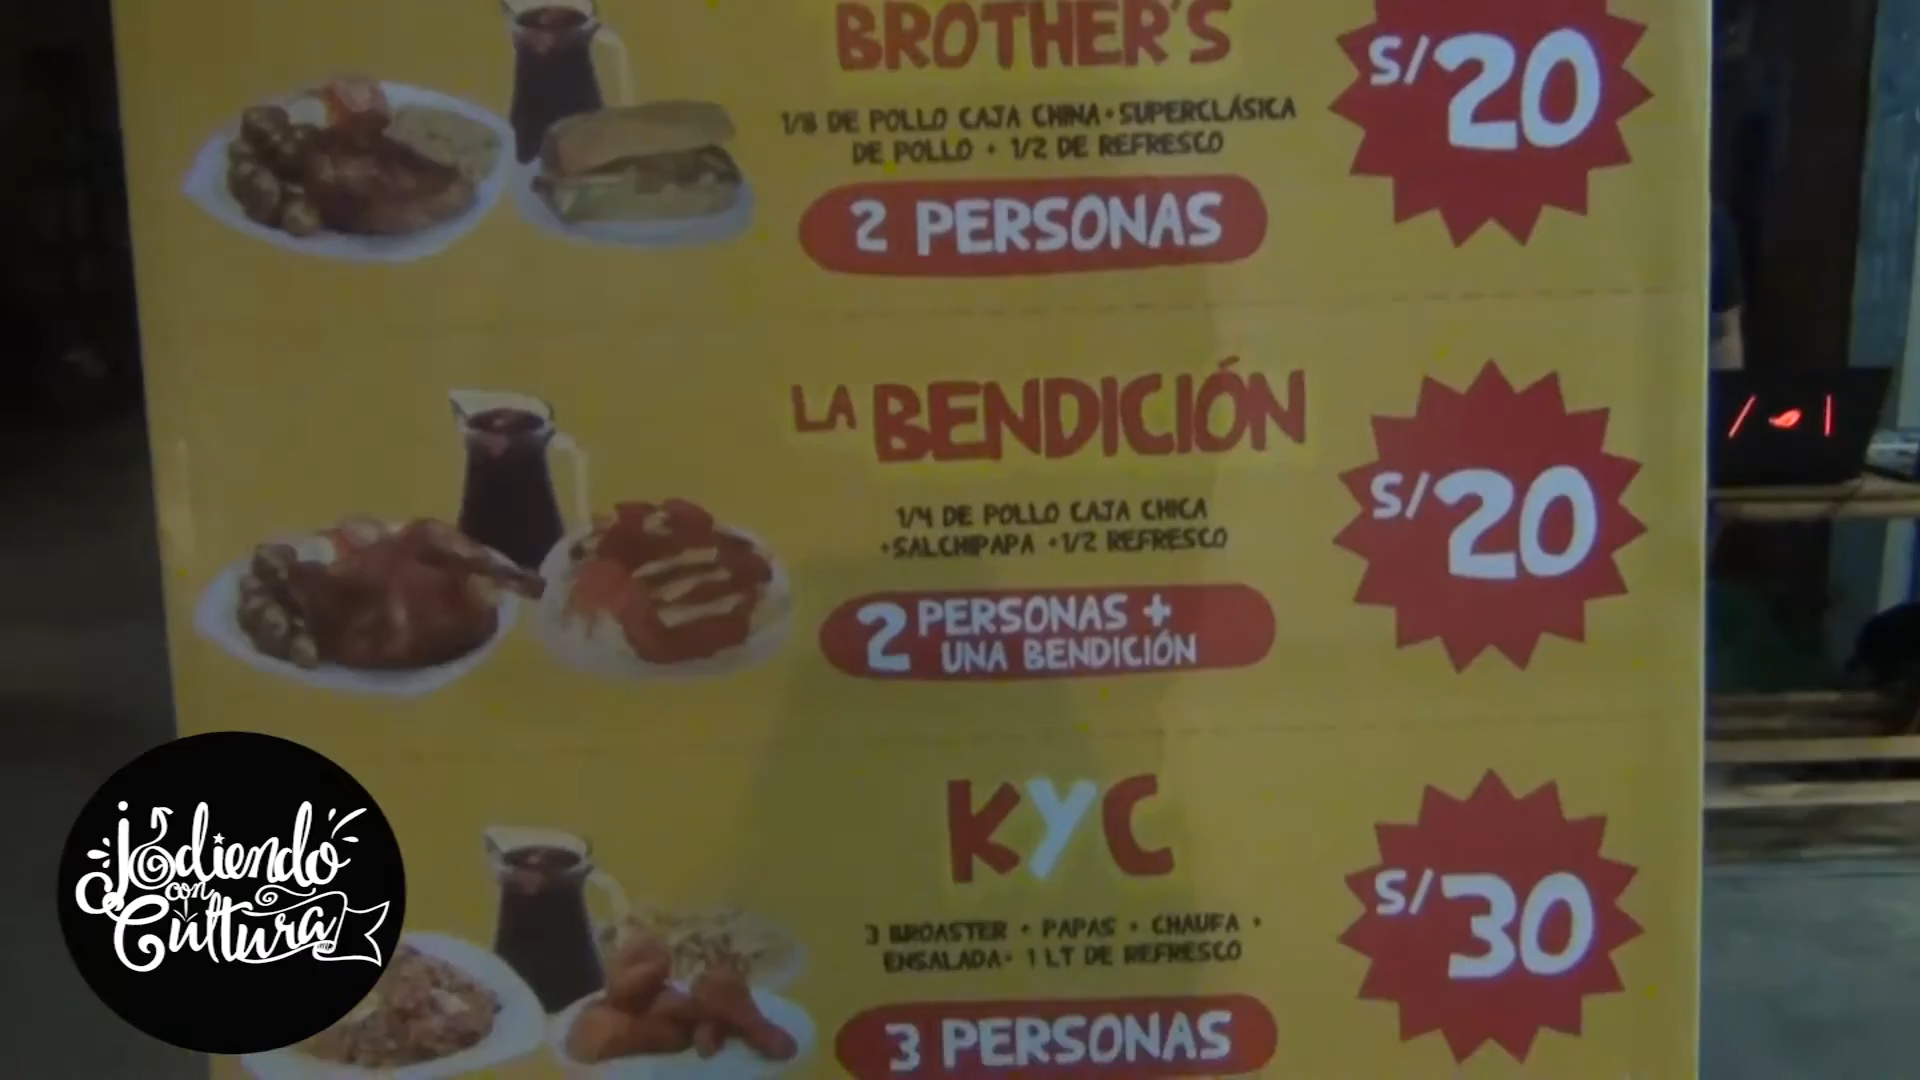 BROTHER'S
1/8 DE POLLO CAJA CHINA + SUPERCLÁSICA
DE POLLO + 1/2 DE REFRESCO
2 PERSONAS
S/20
LA BENDICIÓN
1/4 DE POLLO CAJA CHICA
+SALCHIPAPA +1/2 REFRESCO
2 PERSONAS +
UNA BENDICIÓN
S/20
KYC
3 BROASTER + PAPAS + CHAUFA +
ENSALADA+ 1 LT DE REFRESCO
3 PERSONAS
S/30
Jodiendo
con
Cultura